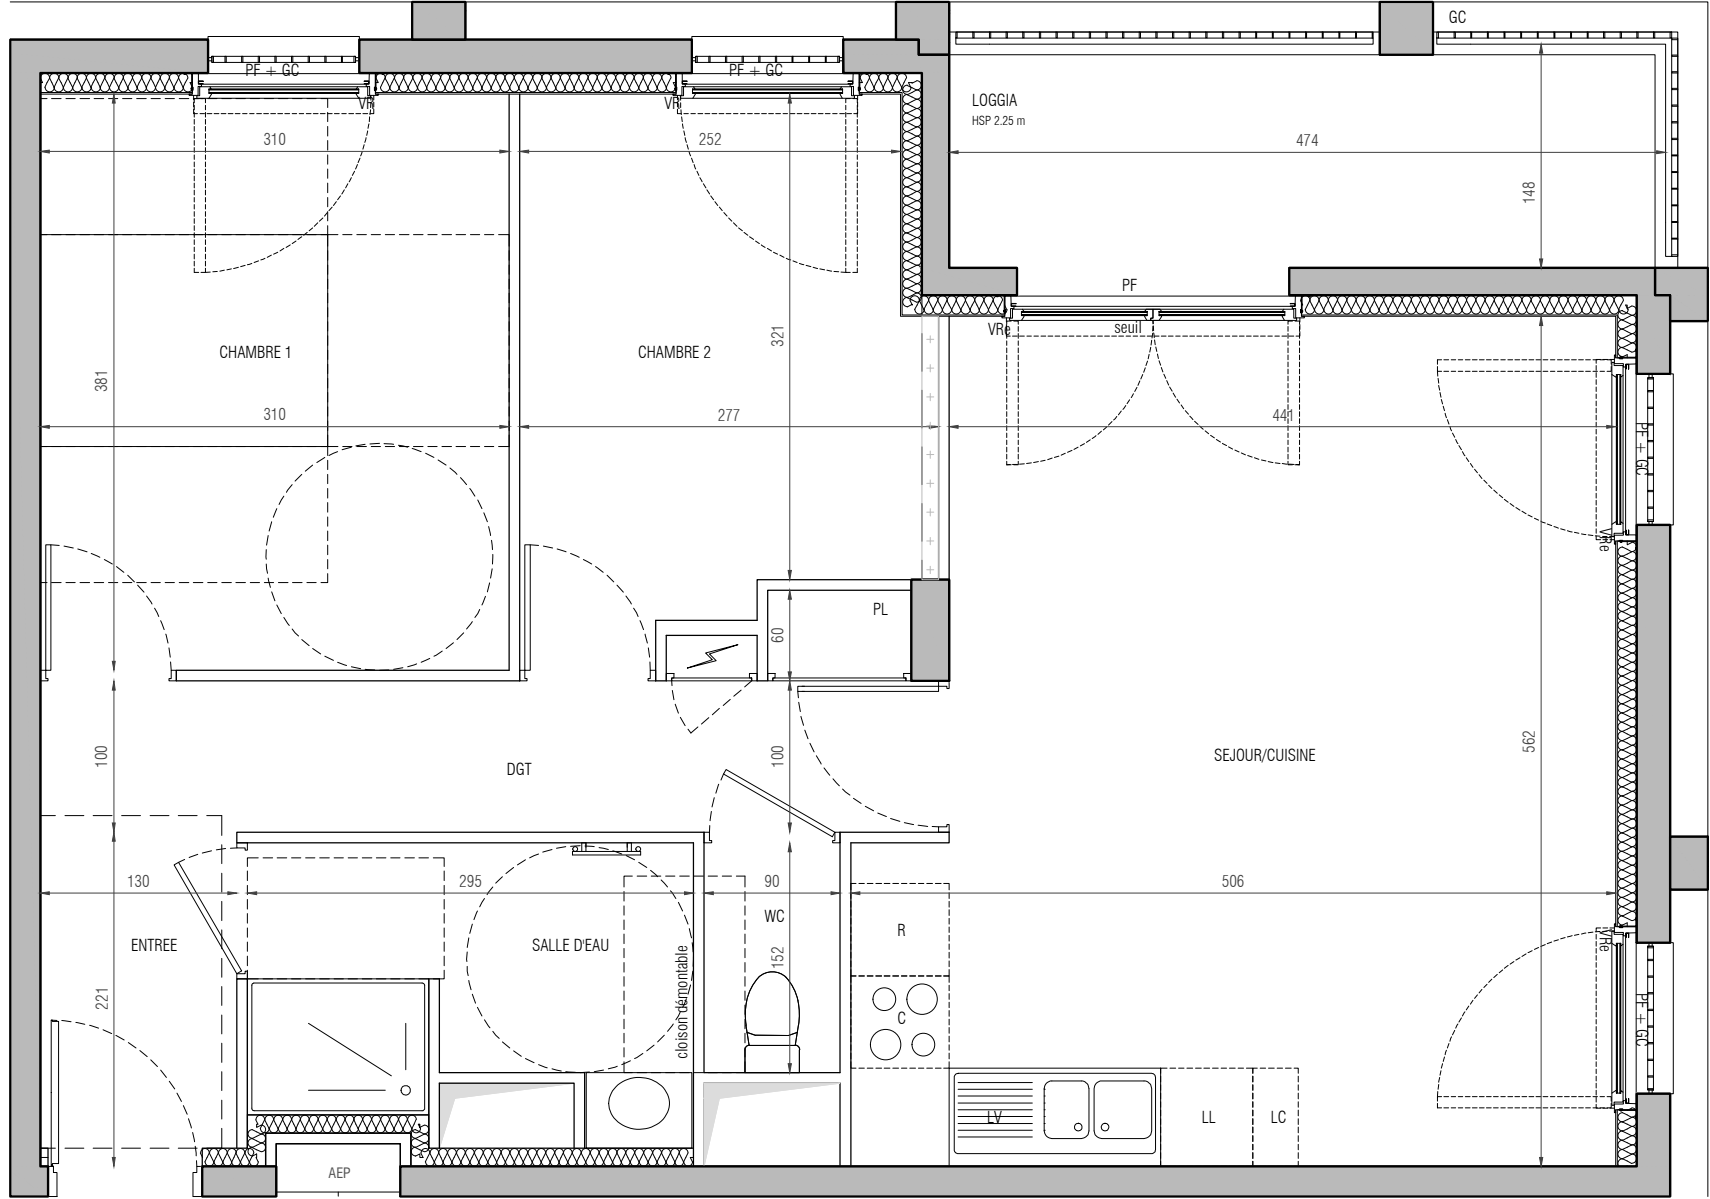 GC
PF + GC
PF + GC
VR
VR
LOGGIA
HSP 2.25 m
310
252
474
148
PF
VRe
seuil
CHAMBRE 1
CHAMBRE 2
321
381
310
277
441
PF + GC
VRe
PL
60
100
DGT
100
SEJOUR/CUISINE
562
130
295
90
506
WC
ENTREE
SALLE D'EAU
cloison démontable
152
R
VRe
221
C
PF + GC
LV
LL
LC
AEP